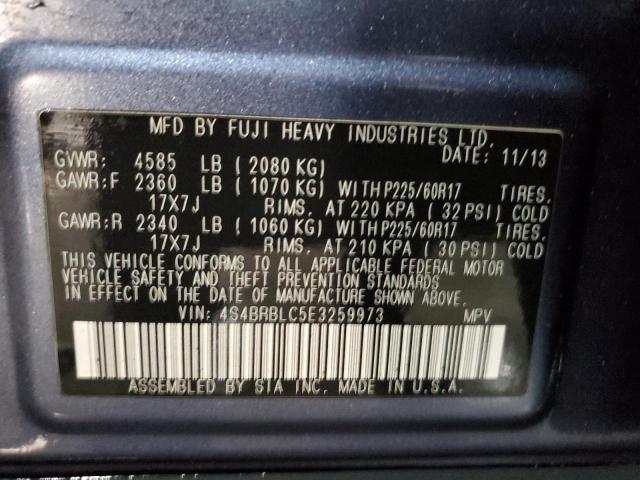 MFD BY FUJI HEAVY INDUSTRIES LTD.
GVWR: 4585 LB ( 2080 KG) DATE: 11/13
GAWR:F 2360 LB ( 1070 KG) WITH P225/60R17 TIRES.
17X7J RIMS, AT 220 KPA ( 32 PSI) COLD
GAWR:R 2340 LB ( 1060 KG) WITH P225/60R17 TIRES.
17X7J RIMS, AT 210 KPA ( 30 PSI) COLD
THIS VEHICLE CONFORMS TO ALL APPLICABLE FEDERAL MOTOR
VEHICLE SAFETY AND THEFT PREVENTION STANDARDS
IN EFFECT ON THE DATE OF MANUFACTURE SHOWN ABOVE.
VIN: 4S4BRBLC5E3259973 MPV
ASSEMBLED BY SIA INC. MADE IN U.S.A.